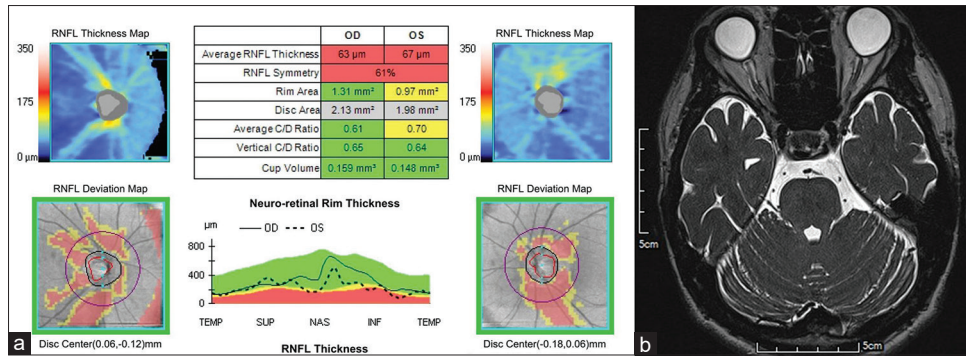 RNFL Thickness Map
350
175
0 µm
OD OS
Average RNFL Thickness 63 µm 67 µm
RNFL Symmetry 61%
Rim Area 1.31 mm² 0.97 mm²
Disc Area 2.13 mm² 1.98 mm²
Average C/D Ratio 0.61 0.70
Vertical C/D Ratio 0.65 0.64
Cup Volume 0.159 mm³ 0.148 mm³
RNFL Thickness Map
350
175
0 µm
RNFL Deviation Map
Disc Center(0.06,-0.12)mm
Neuro-retinal Rim Thickness
µm OD OS
800
400
0
TEMP SUP NAS INF TEMP
RNFL Thickness
RNFL Deviation Map
Disc Center(-0.18,0.06)mm
a
5cm
5cm
b